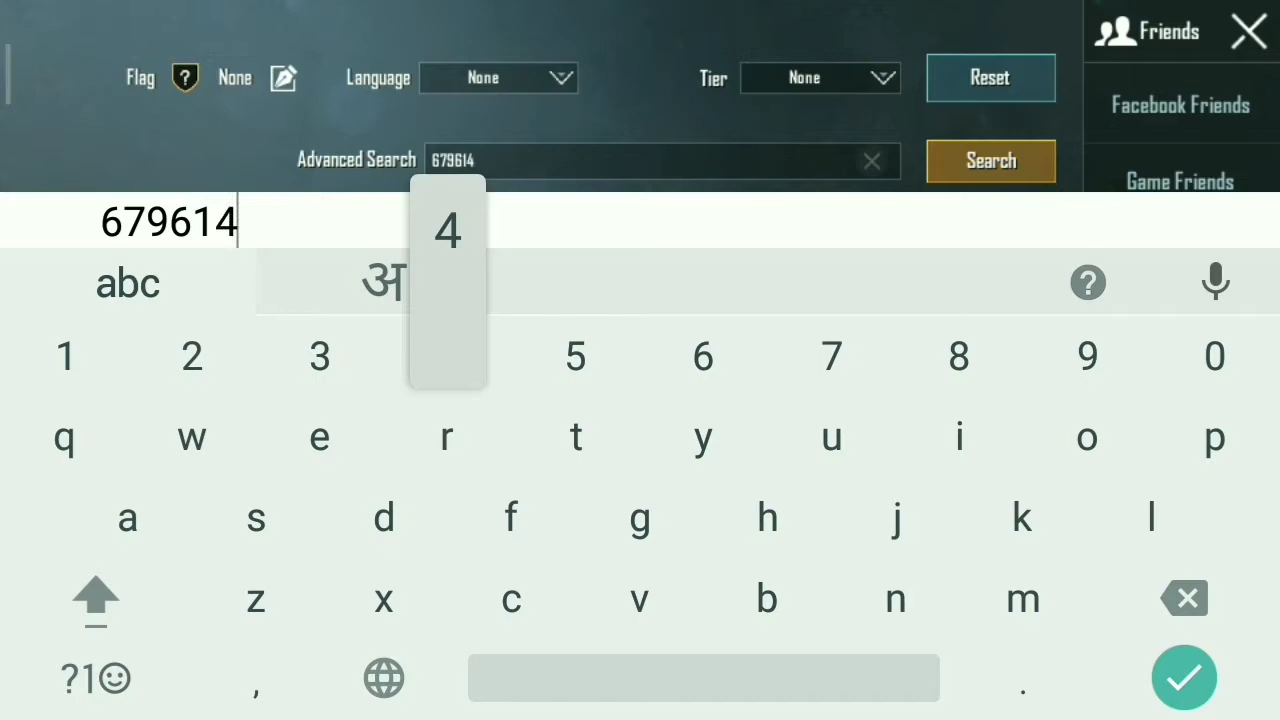 Friends
Flag ? None Language None Tier None Reset
Facebook Friends
Advanced Search 679614 Search
Game Friends
679614
4
abc अ ?
1 2 3 5 6 7 8 9 0
q w e r t y u i o p
a s d f g h j k l
z x c v b n m
?1 , .